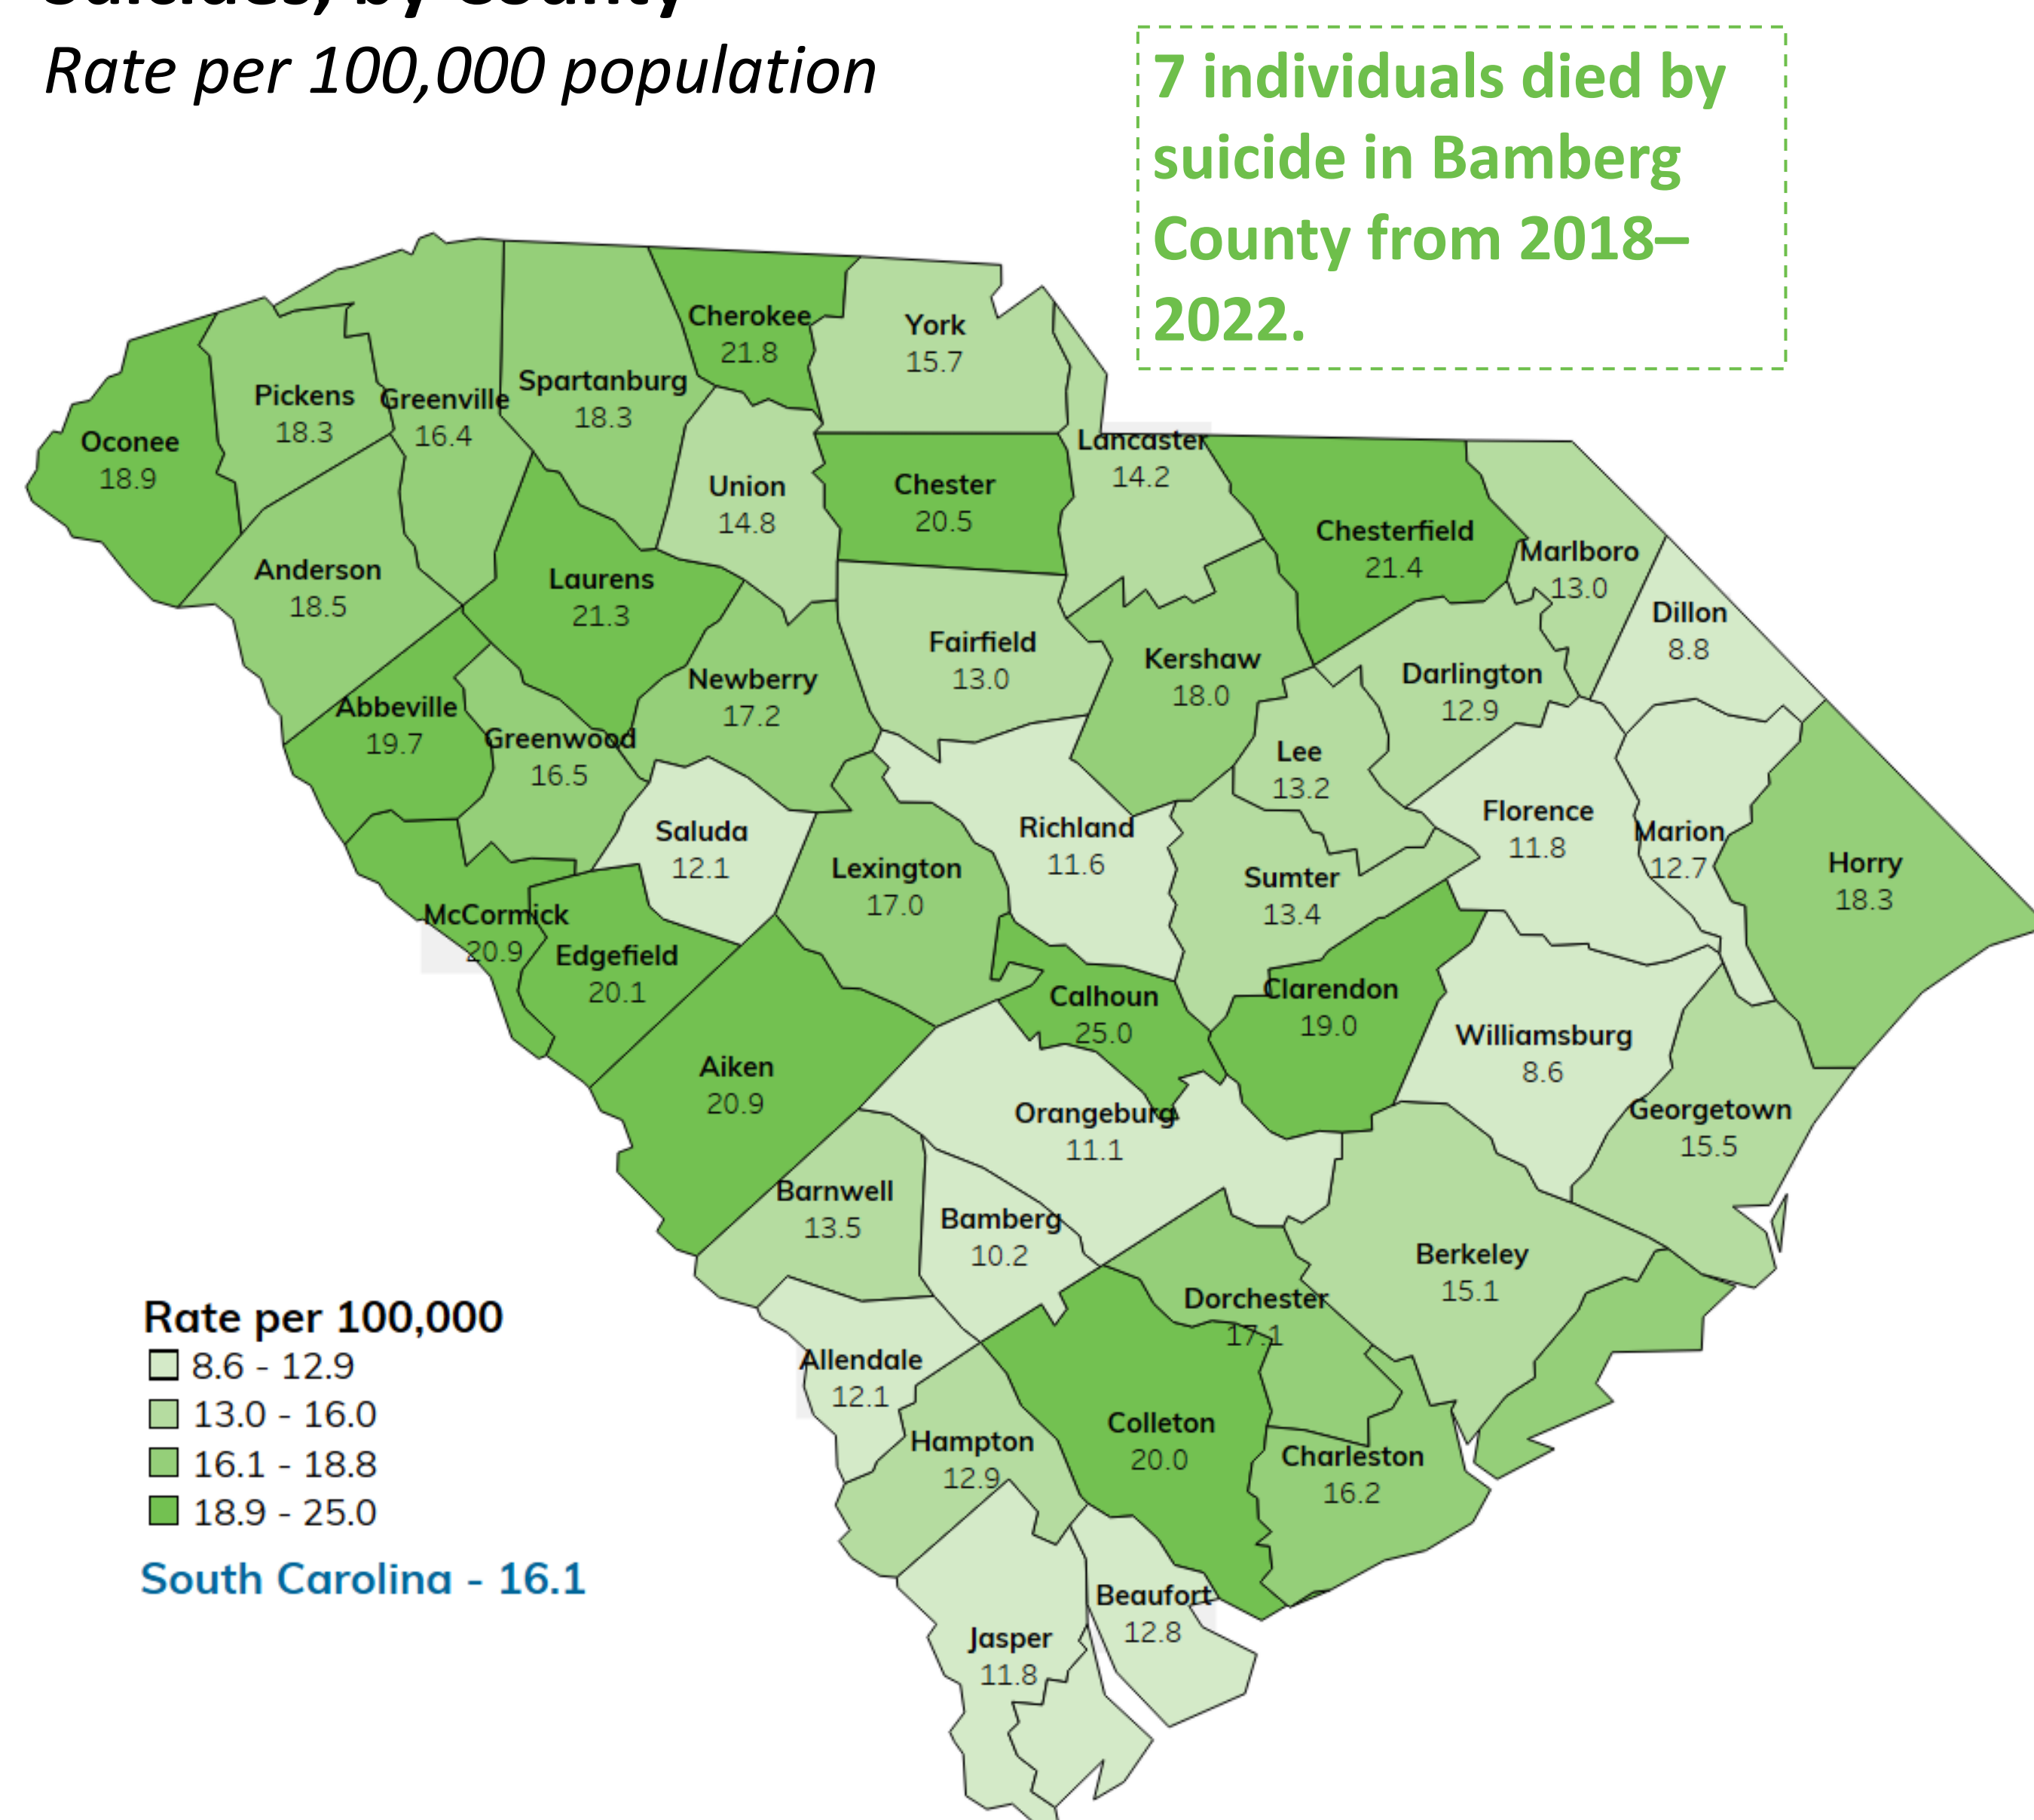 Suicides, by County
Rate per 100,000 population
7 individuals died by
suicide in Bamberg
County from 2018–
2022.
Cherokee
21.8
York
15.7
Pickens
18.3
Greenville
16.4
Spartanburg
18.3
Oconee
18.9
Lancaster
14.2
Union
14.8
Chester
20.5
Chesterfield
21.4
Marlboro
13.0
Anderson
18.5
Laurens
21.3
Dillon
8.8
Fairfield
13.0
Kershaw
18.0
Darlington
12.9
Newberry
17.2
Abbeville
19.7
Greenwood
16.5
Lee
13.2
Florence
11.8
Marion
12.7
Saluda
12.1
Richland
11.6
Lexington
17.0
Sumter
13.4
Horry
18.3
McCormick
20.9
Edgefield
20.1
Calhoun
25.0
Clarendon
19.0
Williamsburg
8.6
Aiken
20.9
Orangeburg
11.1
Georgetown
15.5
Barnwell
13.5
Bamberg
10.2
Berkeley
15.1
Dorchester
17.1
Allendale
12.1
Colleton
20.0
Hampton
12.9
Charleston
16.2
Beaufort
12.8
Jasper
11.8
Rate per 100,000
8.6 - 12.9
13.0 - 16.0
16.1 - 18.8
18.9 - 25.0
South Carolina - 16.1